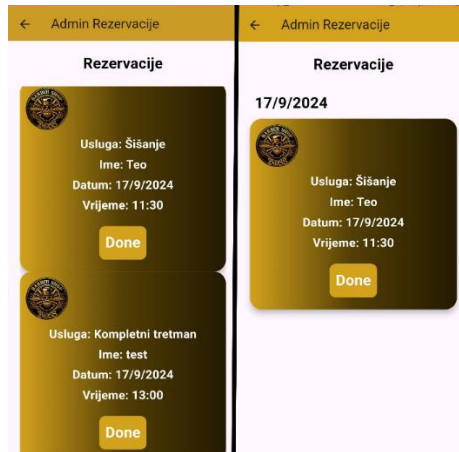 Admin Rezervacije
Rezervacije
Usluga: Šišanje
Ime: Teo
Datum: 17/9/2024
Vrijeme: 11:30
Done
Usluga: Kompletni tretman
Ime: test
Datum: 17/9/2024
Vrijeme: 13:00
Done
Admin Rezervacije
Rezervacije
17/9/2024
Usluga: Šišanje
Ime: Teo
Datum: 17/9/2024
Vrijeme: 11:30
Done